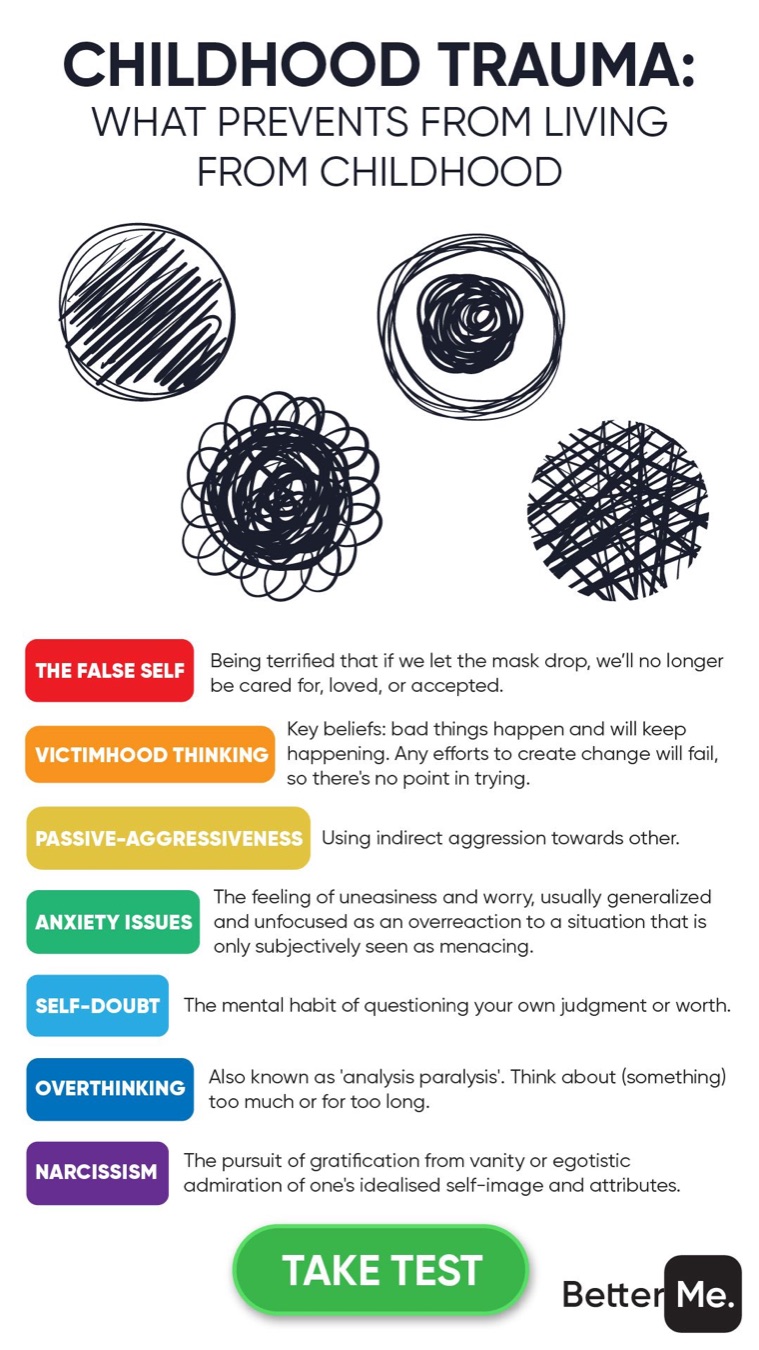 CHILDHOOD TRAUMA:
WHAT PREVENTS FROM LIVING
FROM CHILDHOOD
THE FALSE SELF
Being terrified that if we let the mask drop, we’ll no longer
be cared for, loved, or accepted.
VICTIMHOOD THINKING
Key beliefs: bad things happen and will keep
happening. Any efforts to create change will fail,
so there's no point in trying.
PASSIVE-AGGRESSIVENESS
Using indirect aggression towards other.
ANXIETY ISSUES
The feeling of uneasiness and worry, usually generalized
and unfocused as an overreaction to a situation that is
only subjectively seen as menacing.
SELF-DOUBT
The mental habit of questioning your own judgment or worth.
OVERTHINKING
Also known as 'analysis paralysis'. Think about (something)
too much or for too long.
NARCISSISM
The pursuit of gratification from vanity or egotistic
admiration of one's idealised self-image and attributes.
TAKE TEST
BetterMe.